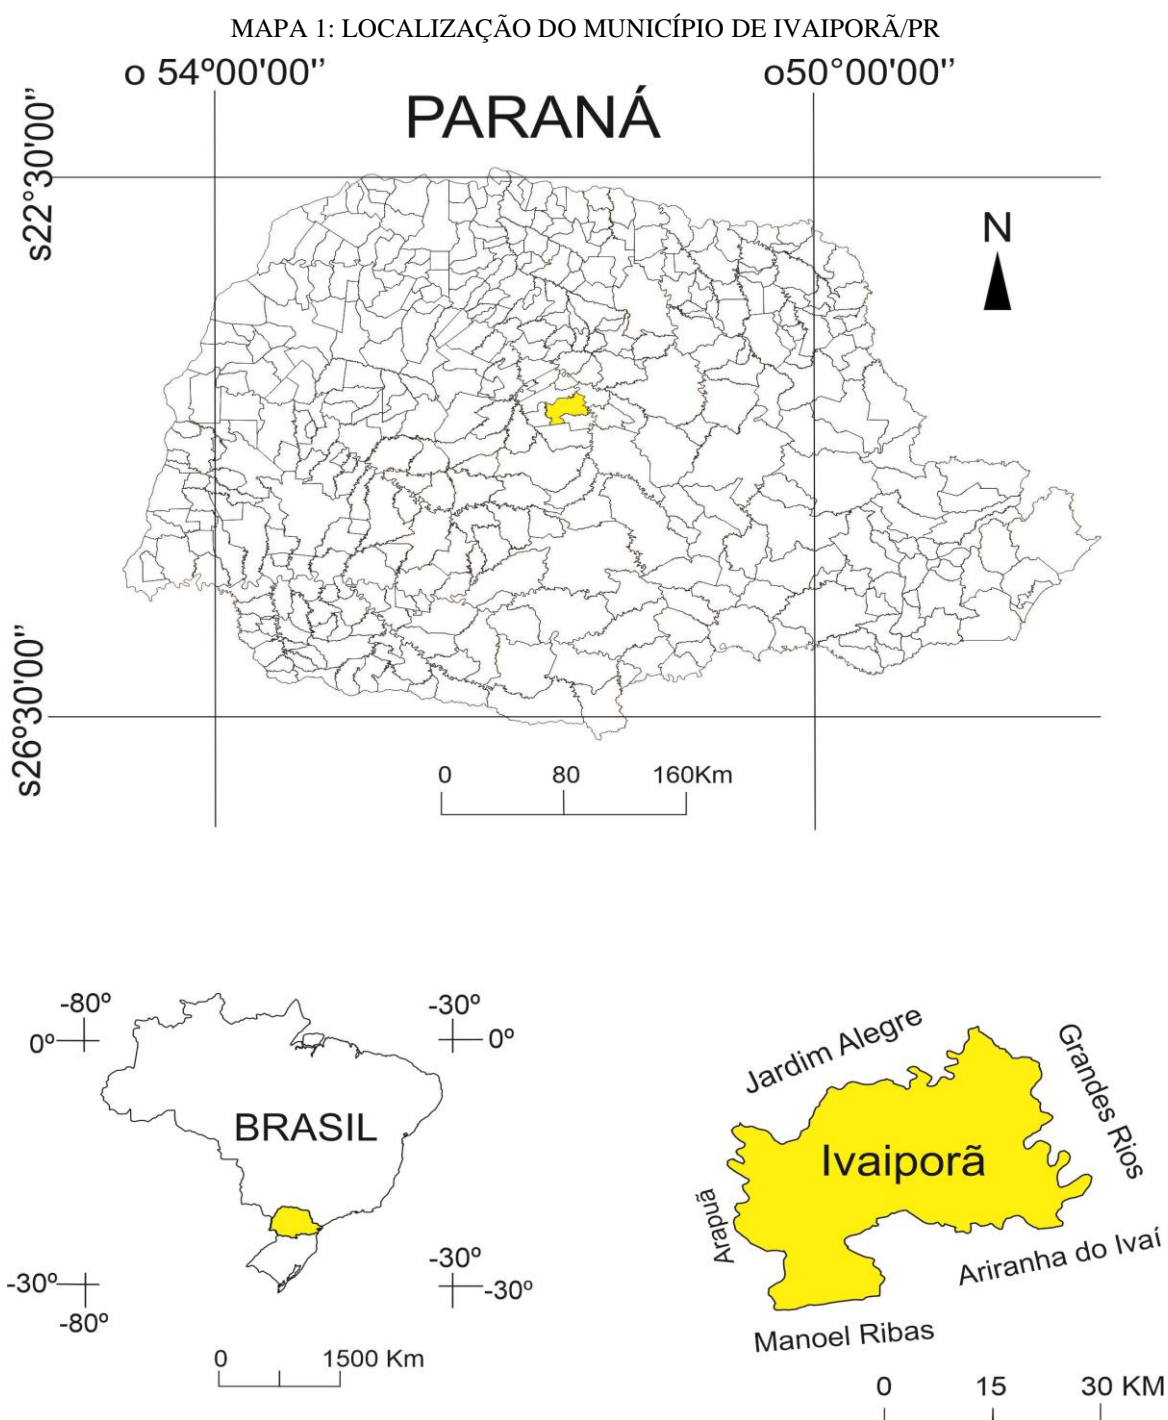 MAPA 1: LOCALIZAÇÃO DO MUNICÍPIO DE IVAIPORÃ/PR
o 54º00'00"
o50°00'00"
PARANÁ
s22°30'00"
N
s26º30'00"
0 80 160Km
-80º
-30º
0º
0º
BRASIL
-30º
-30º
-30º
-80º
0 1500 Km
Jardim Alegre
Grandes Rios
Ivaiporã
Arapuã
Ariranha do Ivaí
Manoel Ribas
0 15 30 KM